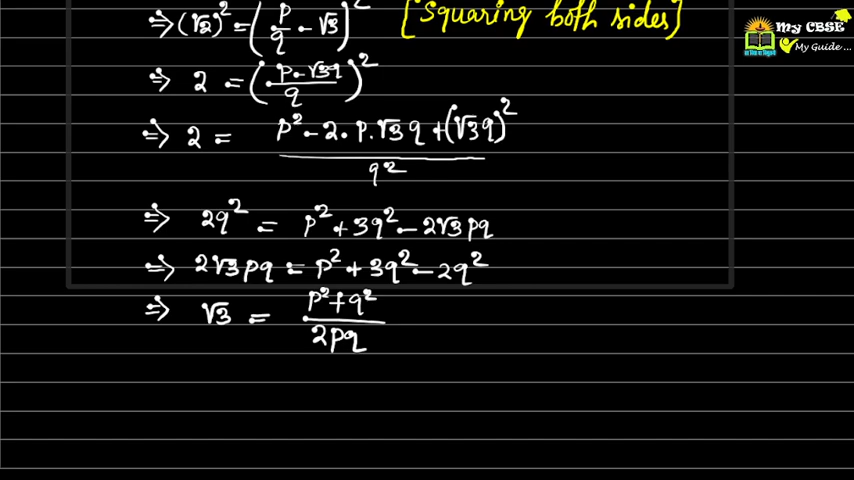 ⇒ (√2)² = (p/q - √3)² [Squaring both sides]
My CBSE
My Guide ...
⇒ 2 = (p - √3q / q)²
⇒ 2 = p² - 2 . p . √3q + (√3q)² / q²
⇒ 2q² = p² + 3q² - 2√3pq
⇒ 2√3pq = p² + 3q² - 2q²
⇒ √3 = p² + q² / 2pq